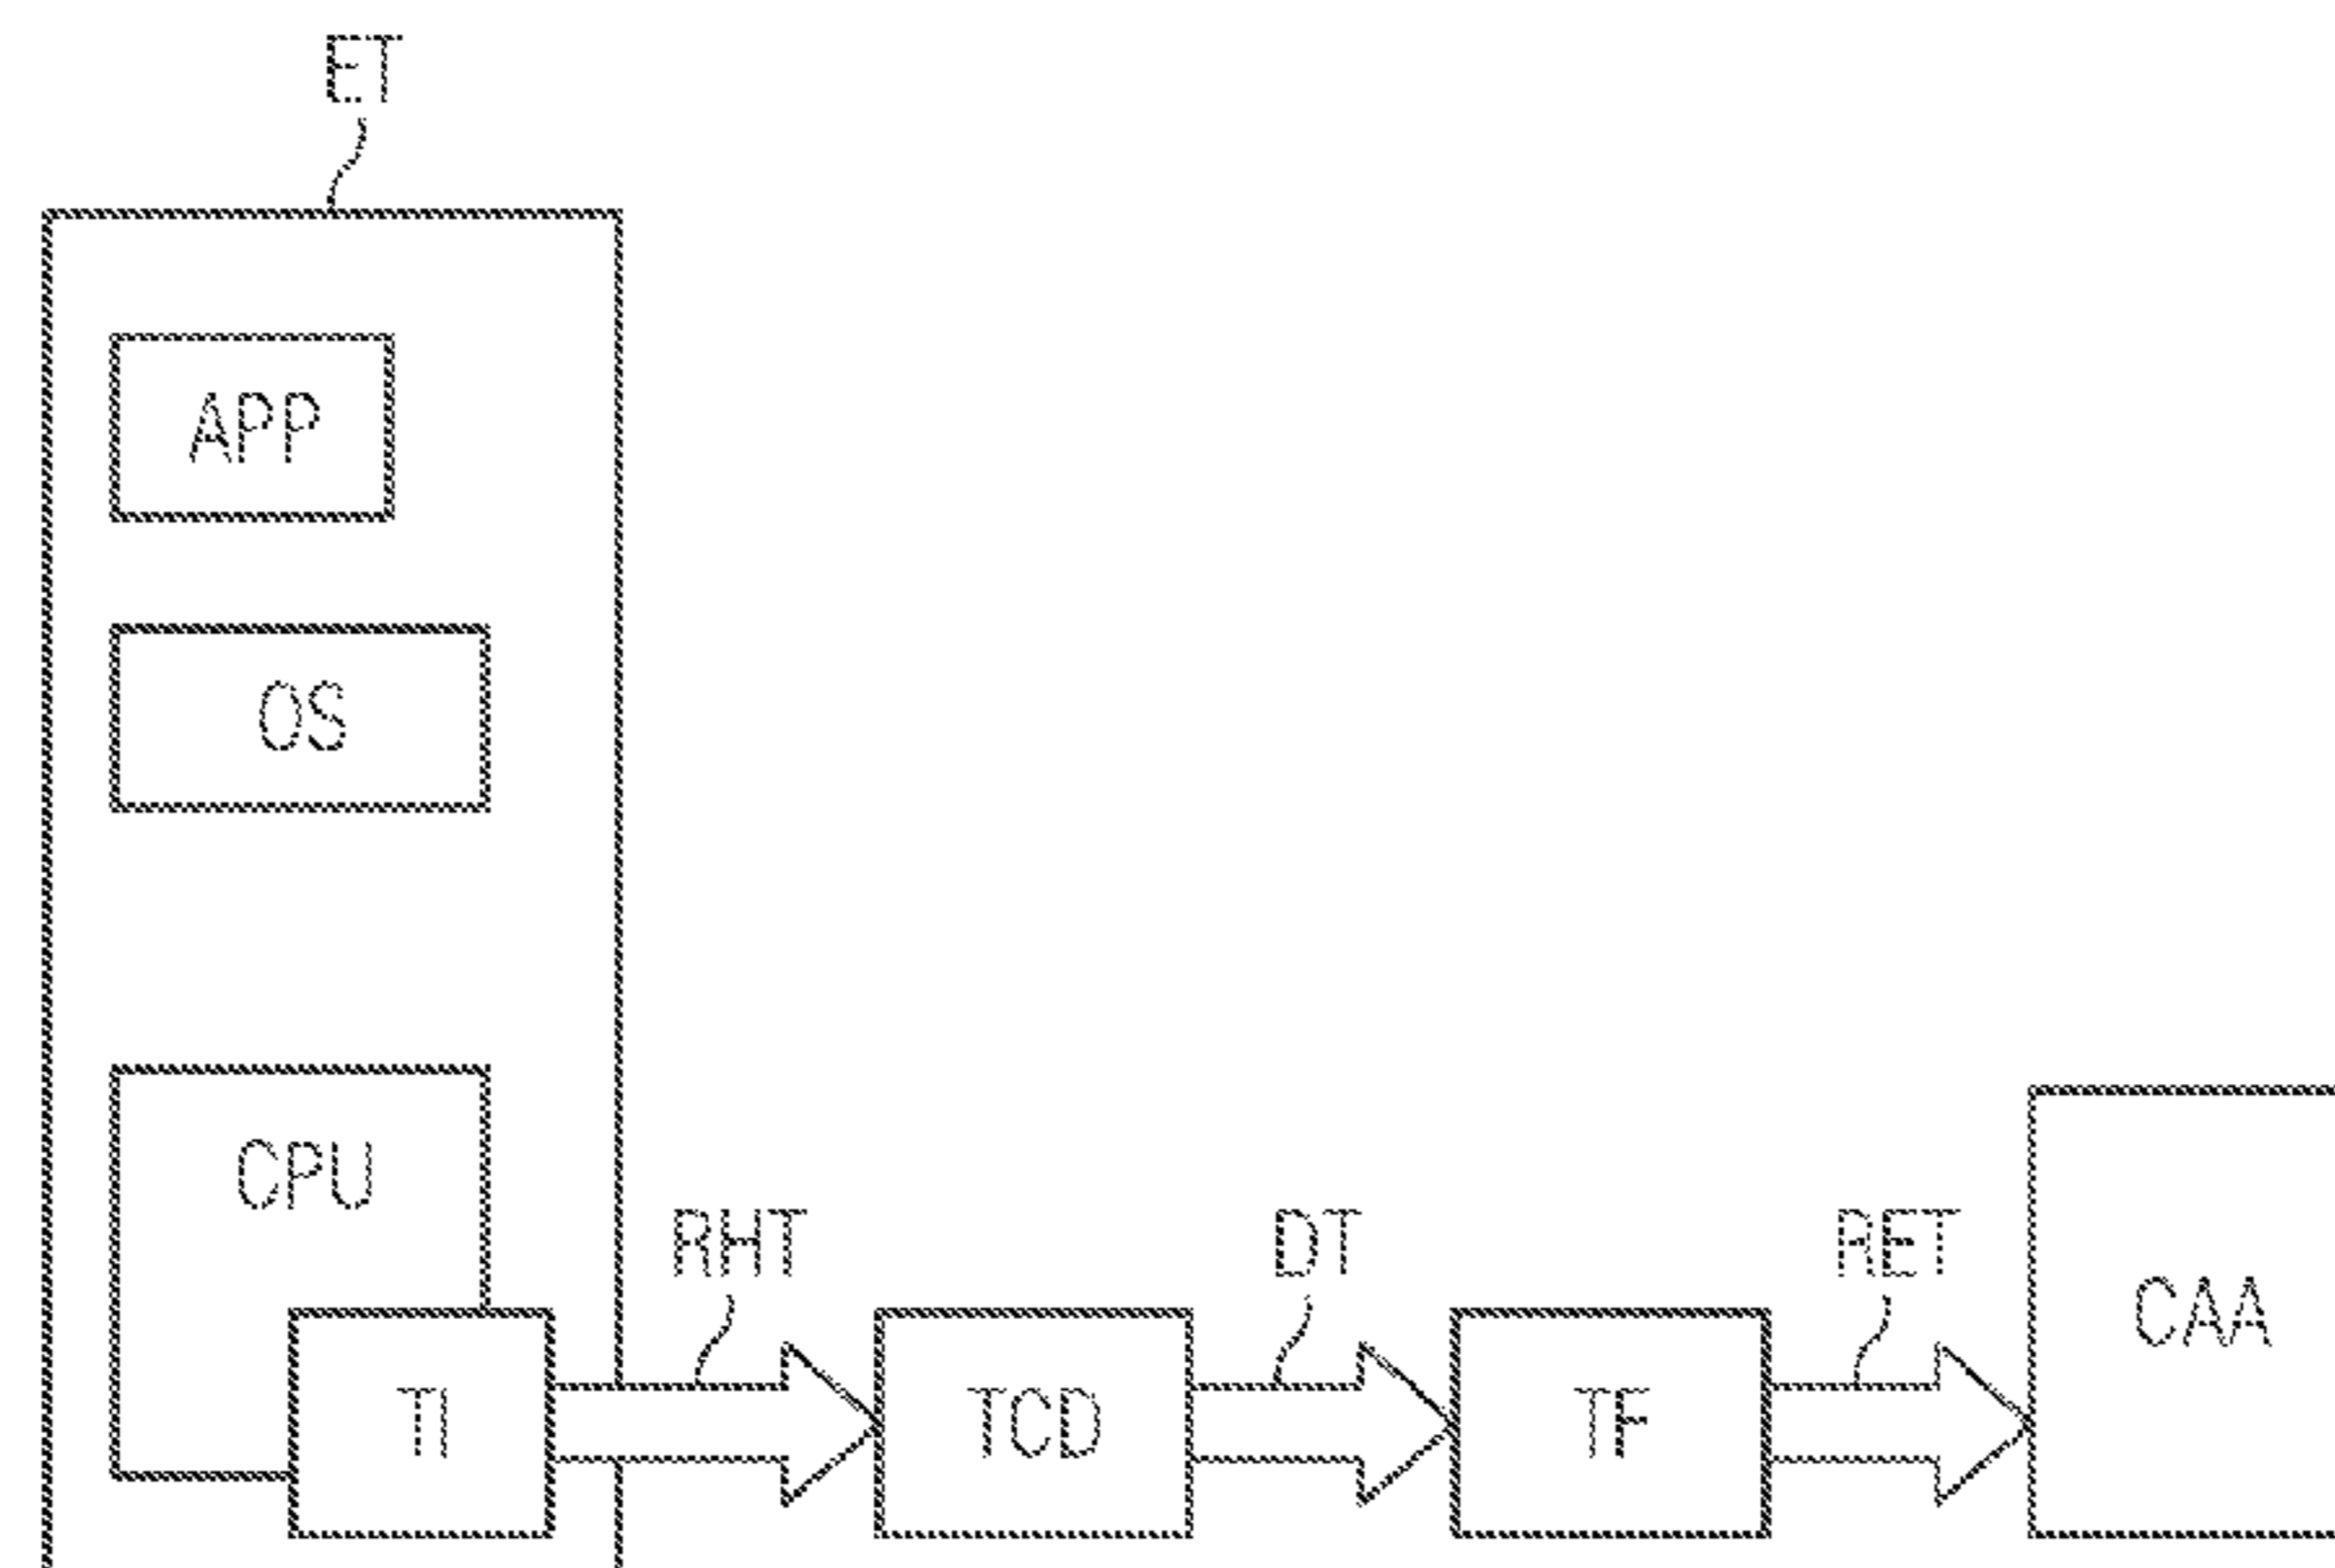 ET
APP
OS
CPU
RHT
DT
RET
CAA
TI
TCD
TF